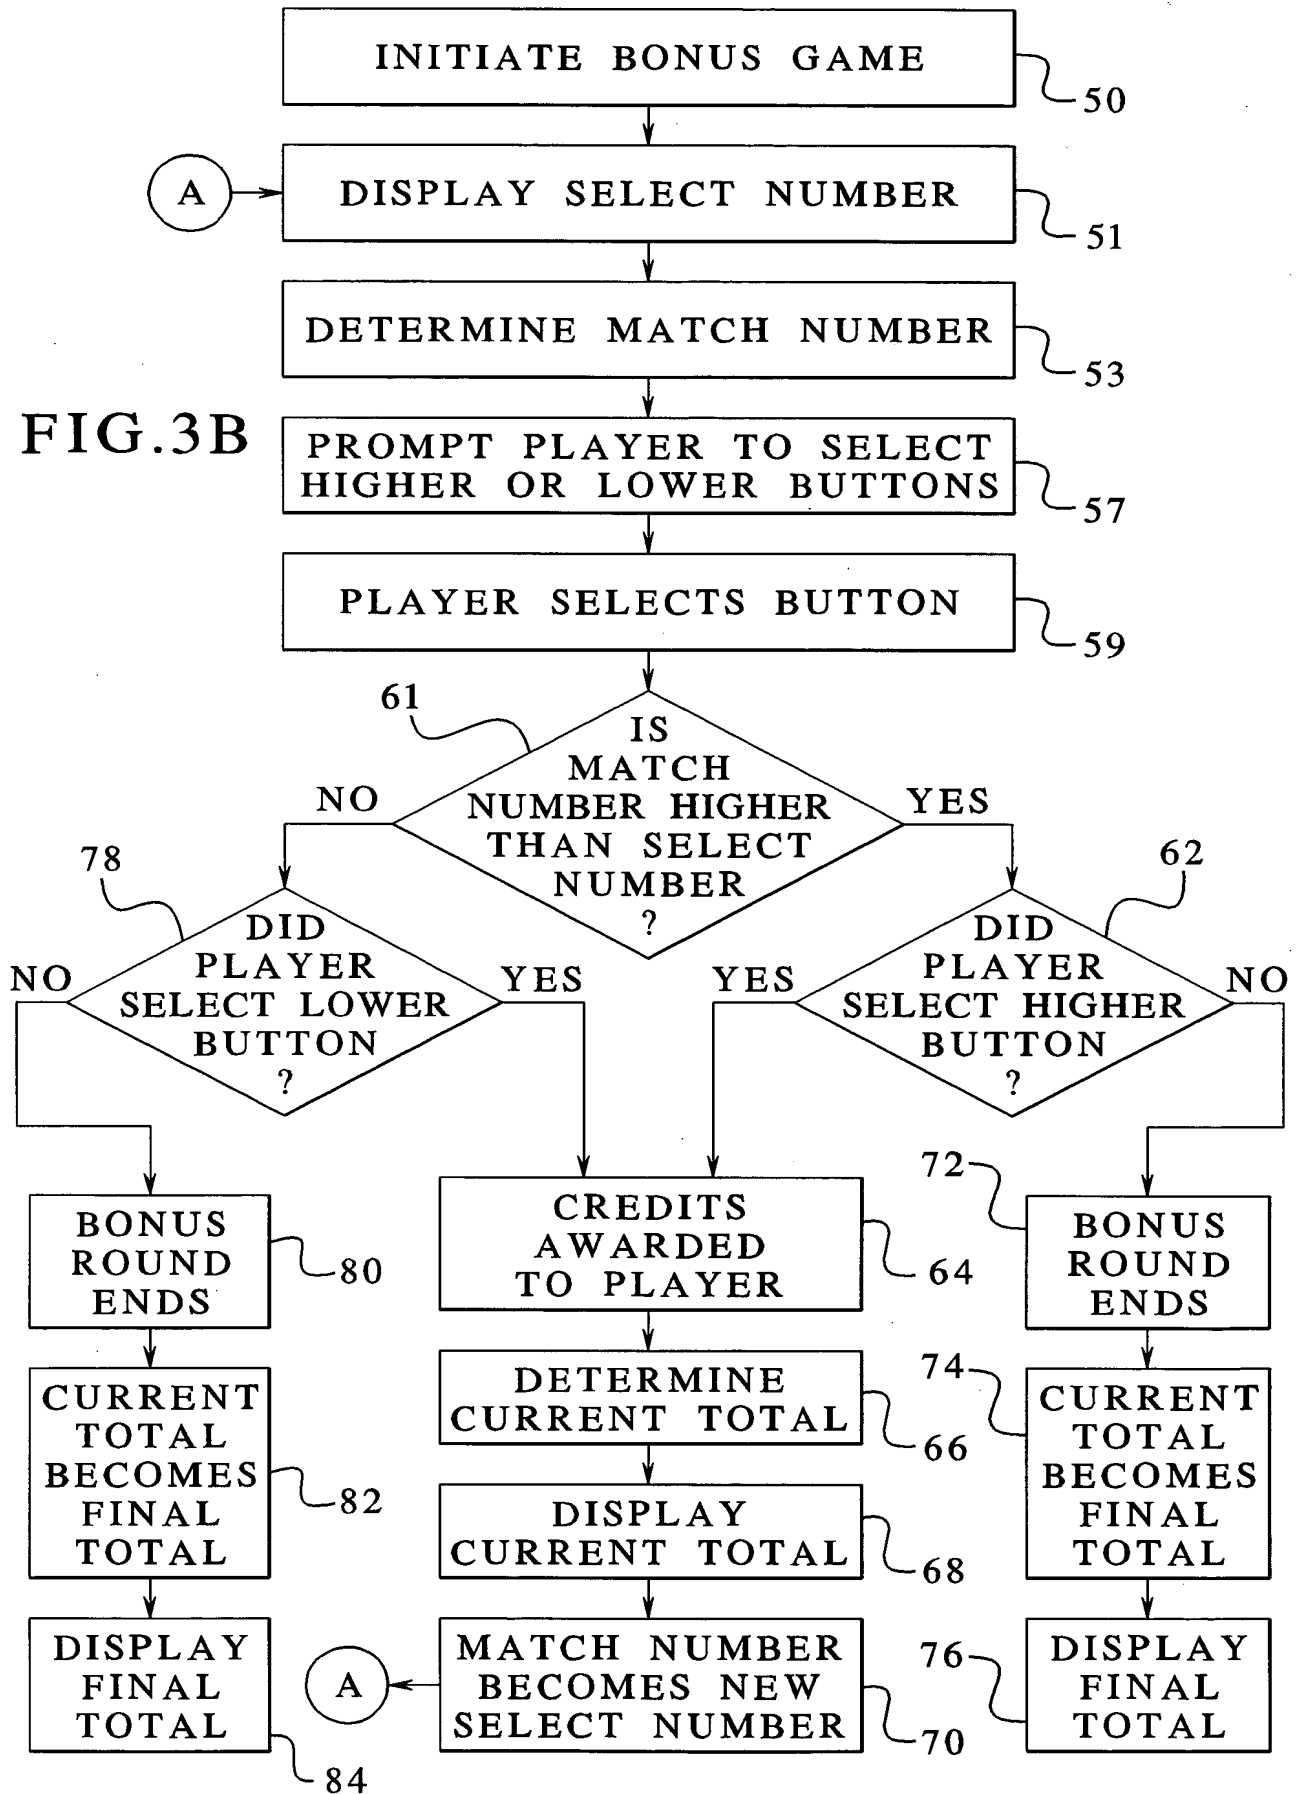 INITIATE BONUS GAME
50
A
DISPLAY SELECT NUMBER
51
DETERMINE MATCH NUMBER
53
FIG.3B
PROMPT PLAYER TO SELECT
HIGHER OR LOWER BUTTONS
57
PLAYER SELECTS BUTTON
59
61
IS
MATCH
NUMBER HIGHER
THAN SELECT
NUMBER
?
NO
YES
78
DID
PLAYER
SELECT LOWER
BUTTON
?
NO
YES
62
DID
PLAYER
SELECT HIGHER
BUTTON
?
YES
NO
BONUS
ROUND
ENDS
80
CURRENT
TOTAL
BECOMES
FINAL
TOTAL
82
DISPLAY
FINAL
TOTAL
84
CREDITS
AWARDED
TO PLAYER
64
DETERMINE
CURRENT TOTAL
66
DISPLAY
CURRENT TOTAL
68
MATCH NUMBER
BECOMES NEW
SELECT NUMBER
70
A
72
BONUS
ROUND
ENDS
74
CURRENT
TOTAL
BECOMES
FINAL
TOTAL
76
DISPLAY
FINAL
TOTAL